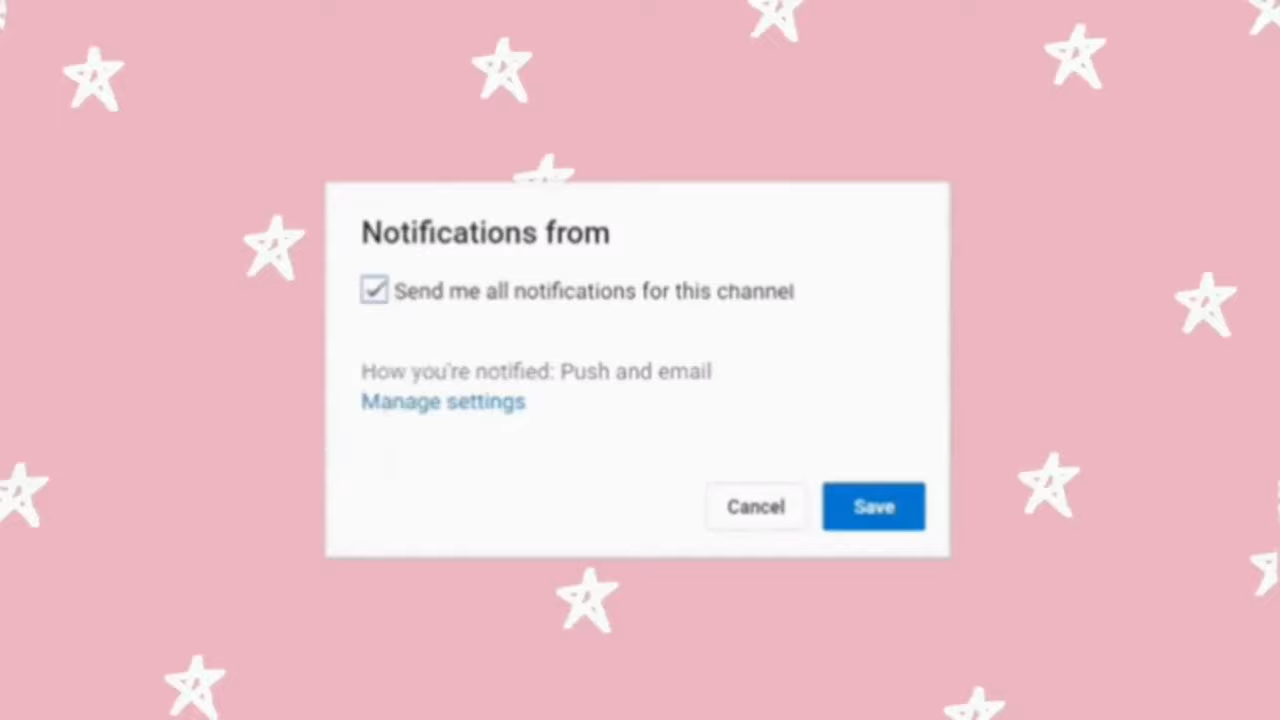 Notifications from
Send me all notifications for this channel
How you're notified: Push and email
Manage settings
Cancel
Save